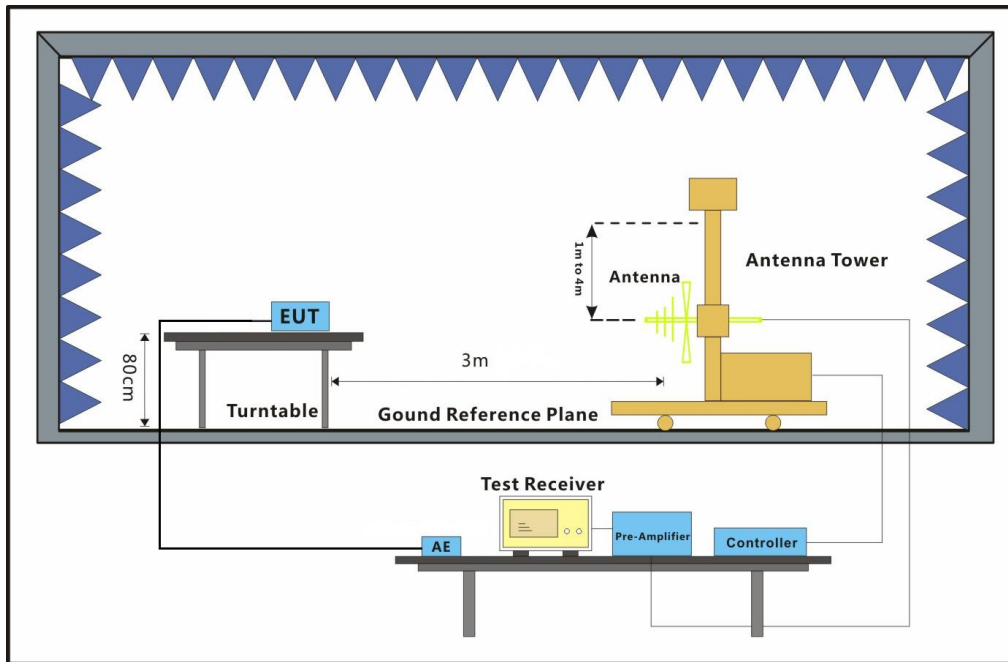 1m to 4m
Antenna
Antenna Tower
EUT
80cm
3m
Turntable
Gound Reference Plane
Test Receiver
AE
Pre-Amplifier
Controller